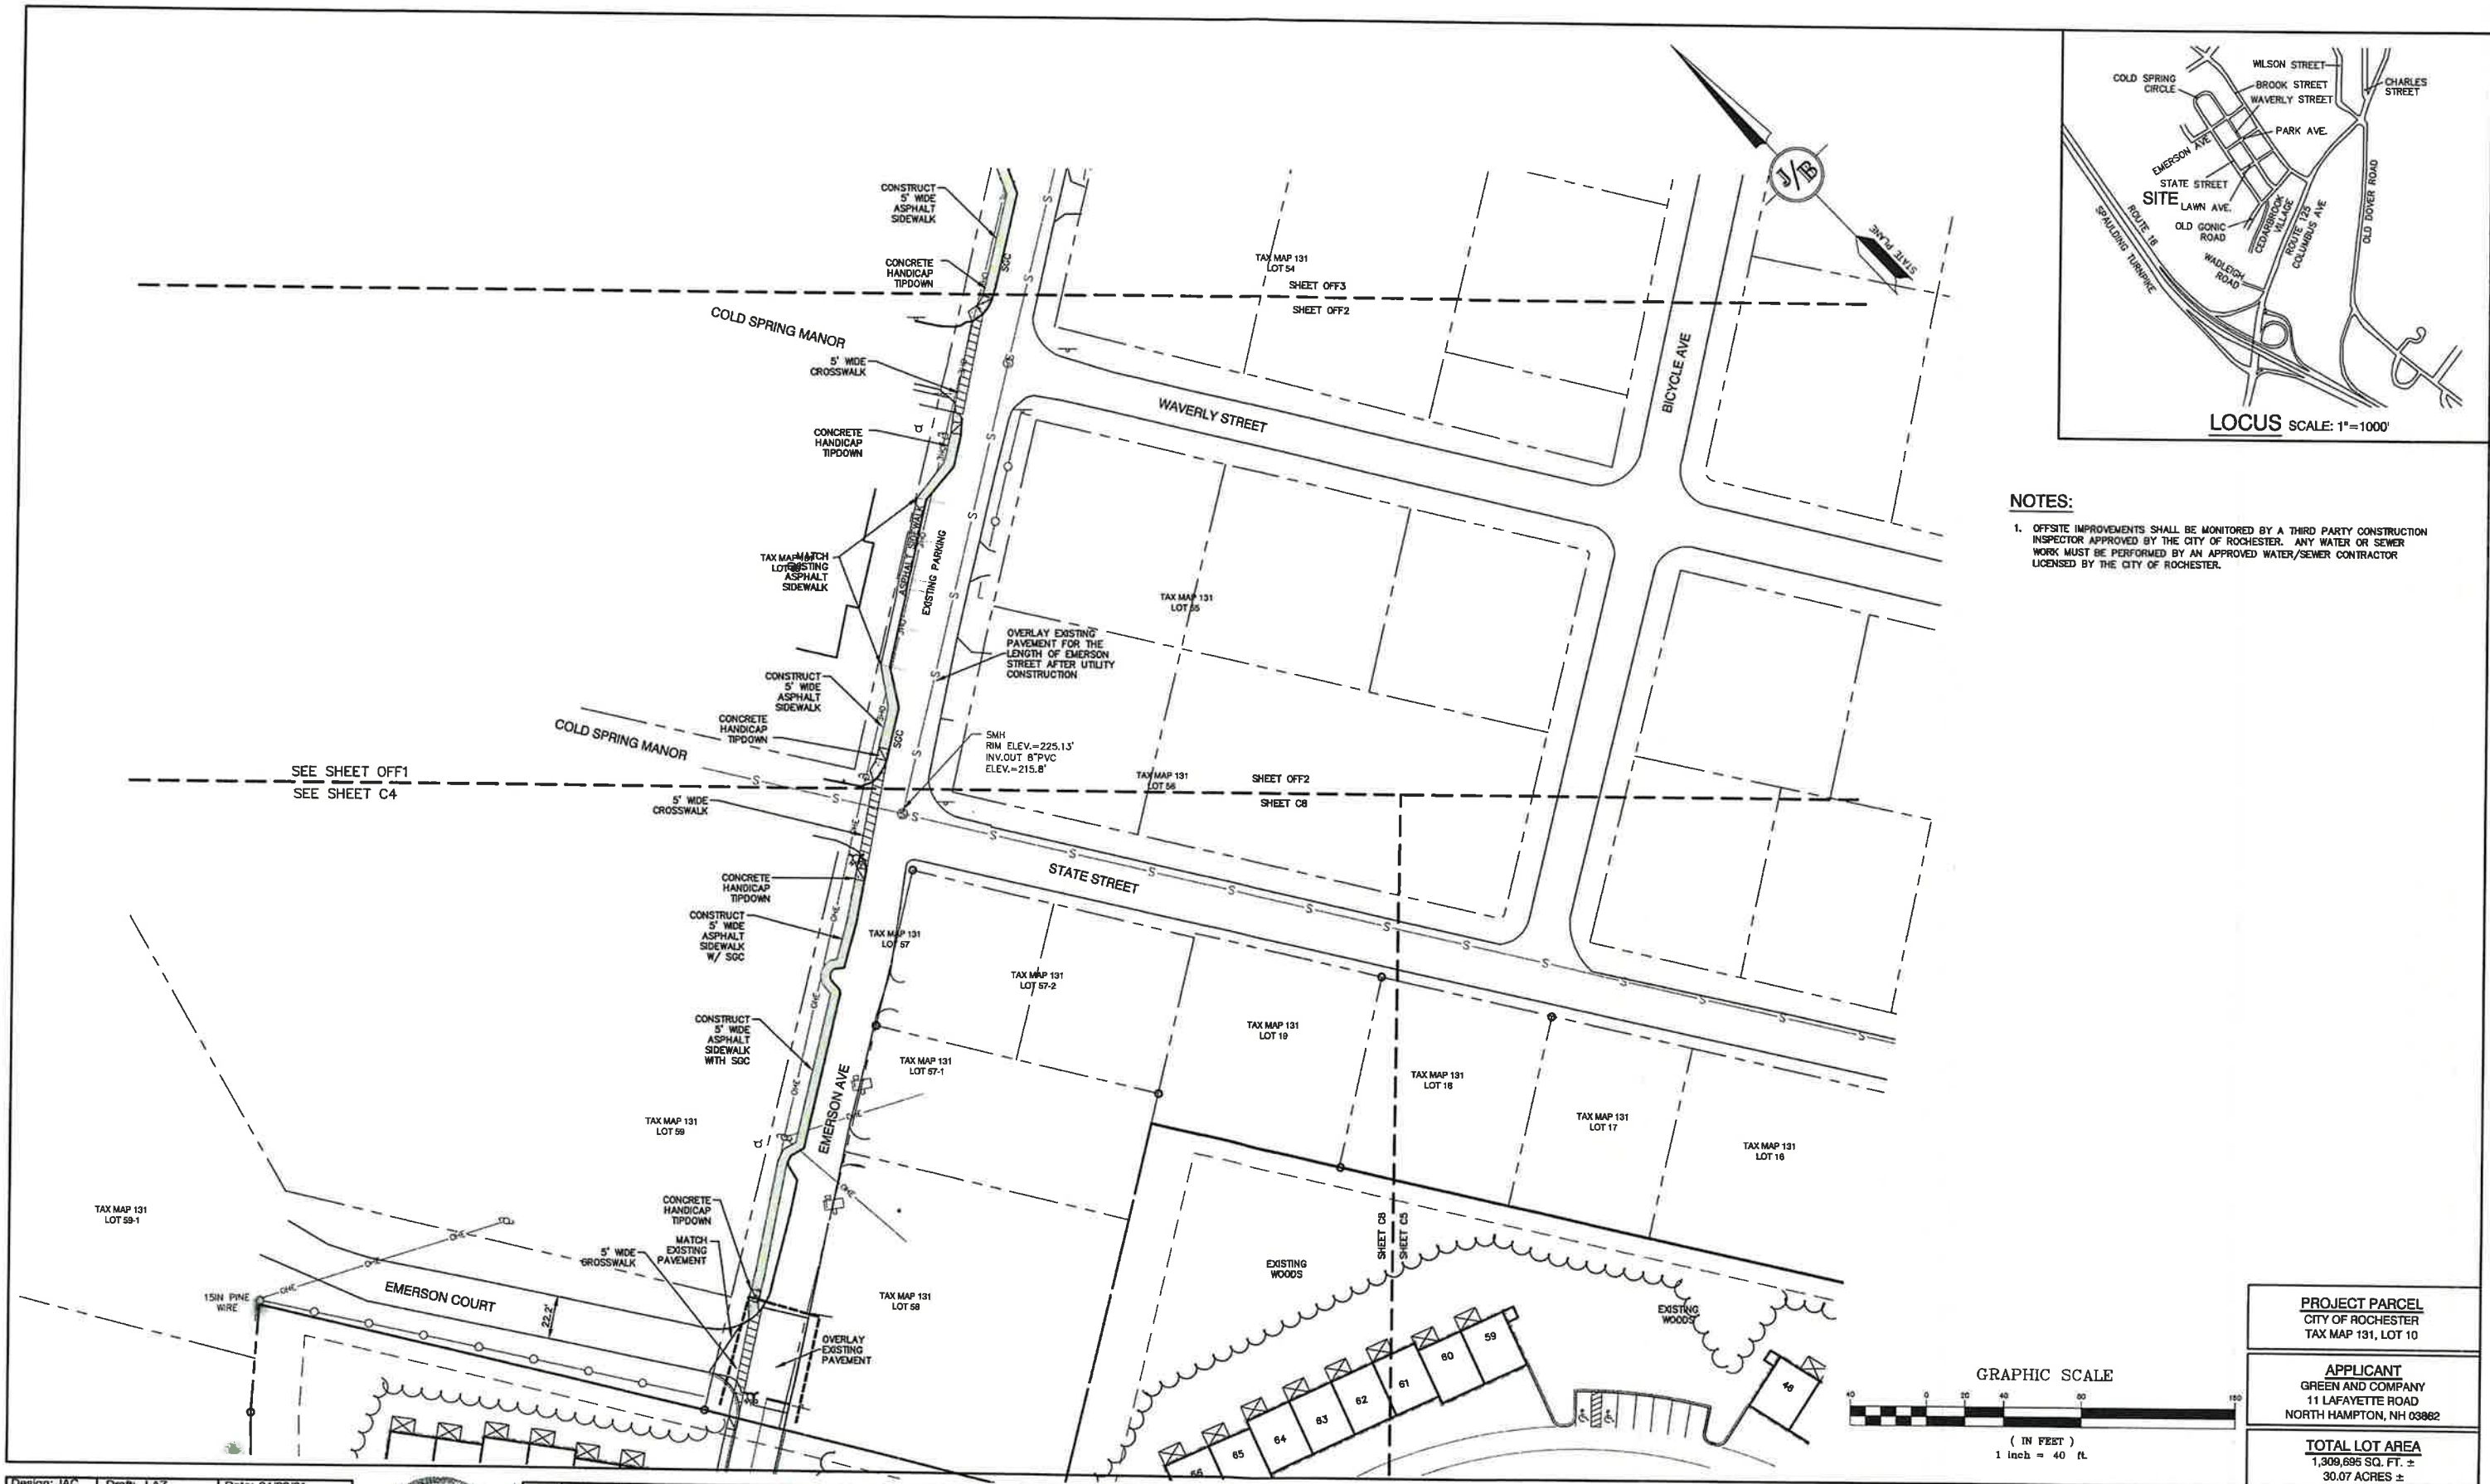 CONSTRUCT
5' WIDE
ASPHALT
SIDEWALK
CONCRETE
HANDICAP
TIPDOWN
SGC
TAX MAP 131
LOT 54
SHEET OFF3
SHEET OFF2
COLD SPRING MANOR
5' WIDE
CROSSWALK
CONCRETE
HANDICAP
TIPDOWN
WAVERLY STREET
BICYCLE AVE
J/B
STATE PLANE
WILSON STREET
COLD SPRING
CIRCLE
BROOK STREET
CHARLES
STREET
WAVERLY STREET
PARK AVE.
EMERSON AVE
STATE STREET
SITE
LAWN AVE.
OLD GONIC
ROAD
CEDARBROOK
VILLAGE
ROUTE 125
COLUMBUS AVE
OLD DOVER ROAD
ROUTE 16
SPAULDING TURNPIKE
WADLEIGH
ROAD
LOCUS SCALE: 1"=1000'
NOTES:
1. OFFSITE IMPROVEMENTS SHALL BE MONITORED BY A THIRD PARTY CONSTRUCTION
INSPECTOR APPROVED BY THE CITY OF ROCHESTER. ANY WATER OR SEWER
WORK MUST BE PERFORMED BY AN APPROVED WATER/SEWER CONTRACTOR
LICENSED BY THE CITY OF ROCHESTER.
TAX MAP
LOT
MATCH
EXISTING
ASPHALT
SIDEWALK
ASPHALT SIDEWALK
EXISTING PARKING
TAX MAP 131
LOT 55
OVERLAY EXISTING
PAVEMENT FOR THE
LENGTH OF EMERSON
STREET AFTER UTILITY
CONSTRUCTION
CONSTRUCT
5' WIDE
ASPHALT
SIDEWALK
CONCRETE
HANDICAP
TIPDOWN
SGC
COLD SPRING MANOR
SMH
RIM ELEV.=225.13'
INV.OUT 8"PVC
ELEV.=215.8'
SEE SHEET OFF1
SEE SHEET C4
TAX MAP 131
LOT 56
SHEET OFF2
SHEET C8
5' WIDE
CROSSWALK
STATE STREET
CONCRETE
HANDICAP
TIPDOWN
CONSTRUCT
5' WIDE
ASPHALT
SIDEWALK
W/ SGC
TAX MAP 131
LOT 57
TAX MAP 131
LOT 57-2
CONSTRUCT
5' WIDE
ASPHALT
SIDEWALK
WITH SGC
TAX MAP 131
LOT 57-1
TAX MAP 131
LOT 19
TAX MAP 131
LOT 18
TAX MAP 131
LOT 17
TAX MAP 131
LOT 16
EMERSON AVE
TAX MAP 131
LOT 59
TAX MAP 131
LOT 59-1
CONCRETE
HANDICAP
TIPDOWN
MATCH
EXISTING
PAVEMENT
5' WIDE
CROSSWALK
SHEET C8
SHEET C5
EXISTING
WOODS
EXISTING
WOODS
15IN PINE
WIRE
OHE
EMERSON COURT
22.2'
TAX MAP 131
LOT 58
OVERLAY
EXISTING
PAVEMENT
66
65
64
63
62
61
60
59
46
GRAPHIC SCALE
40 0 20 40 80 160
( IN FEET )
1 inch = 40 ft.
PROJECT PARCEL
CITY OF ROCHESTER
TAX MAP 131, LOT 10
APPLICANT
GREEN AND COMPANY
11 LAFAYETTE ROAD
NORTH HAMPTON, NH 03862
TOTAL LOT AREA
1,309,695 SQ. FT. ±
30.07 ACRES ±